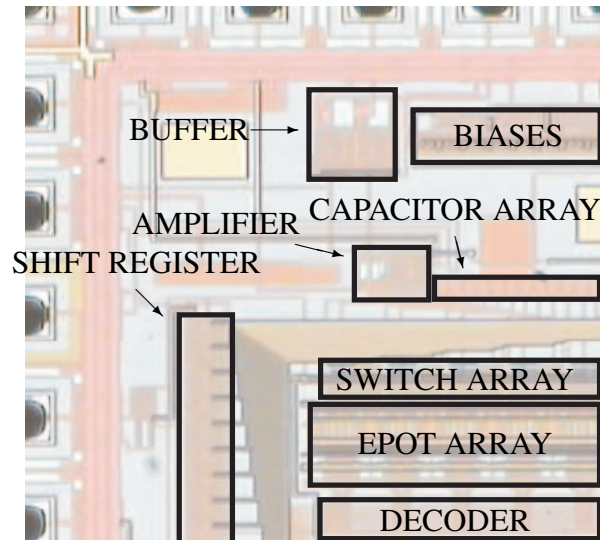 BUFFER
BIASES
CAPACITOR ARRAY
AMPLIFIER
SHIFT REGISTER
SWITCH ARRAY
EPOT ARRAY
DECODER